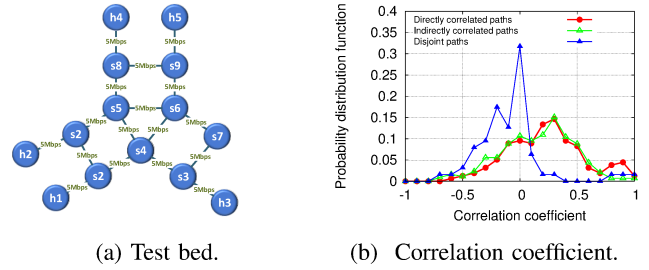 h4
h5
5Mbps
5Mbps
s8
5Mbps
s9
5Mbps
5Mbps
s5
5Mbps
s6
5Mbps
5Mbps
5Mbps
5Mbps
s2
s7
h2
5Mbps
5Mbps
s4
5Mbps
5Mbps
s2
s3
5Mbps
5Mbps
h1
h3
(a) Test bed.
Probability distribution function
0.4
0.35
0.3
0.25
0.2
0.15
0.1
0.05
0
Directly correlated paths
Indirectly correlated paths
Disjoint paths
-1
-0.5
0
0.5
1
Correlation coefficient
(b) Correlation coefficient.